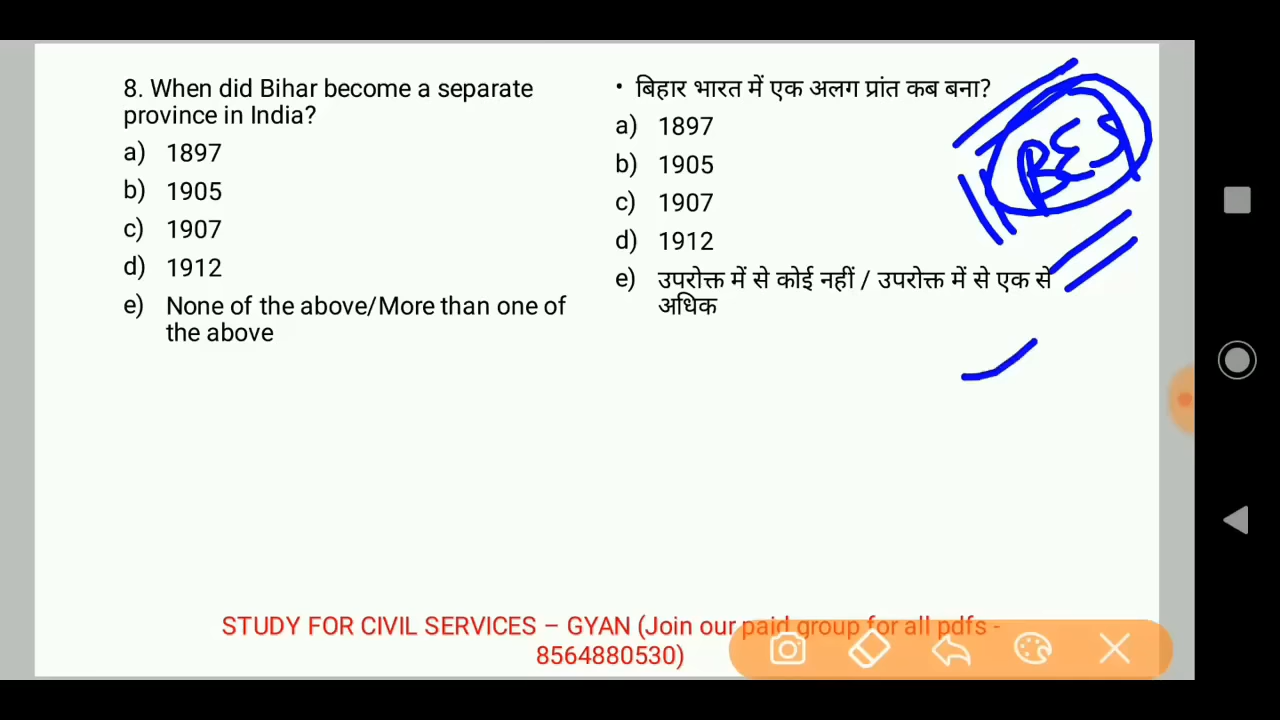 8. When did Bihar become a separate
province in India?
a) 1897
b) 1905
c) 1907
d) 1912
e) None of the above/More than one of
the above
• बिहार भारत में एक अलग प्रांत कब बना?
a) 1897
b) 1905
c) 1907
d) 1912
e) उपरोक्त में से कोई नहीं / उपरोक्त में से एक से
अधिक
BES
STUDY FOR CIVIL SERVICES – GYAN (Join our paid group for all pdfs -
8564880530)